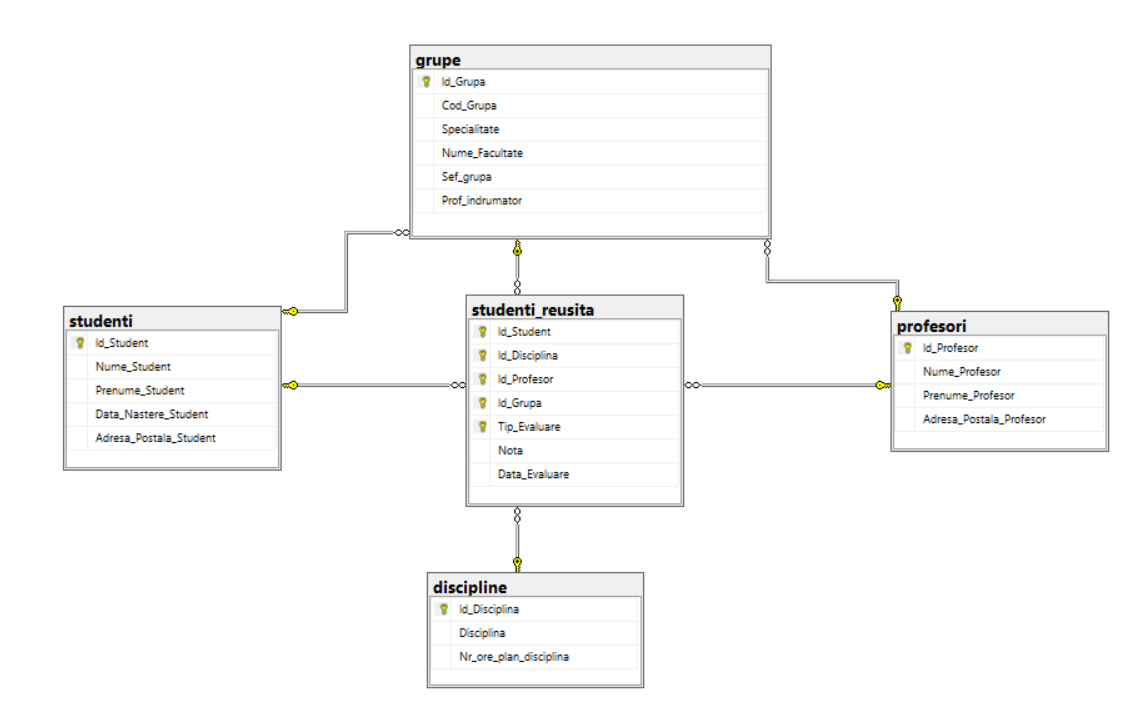 grupe
Id_Grupa
Cod_Grupa
Specialitate
Nume_Facultate
Sef_grupa
Prof_indrumator
studenti
Id_Student
Nume_Student
Prenume_Student
Data_Nastere_Student
Adresa_Postala_Student
studenti_reusita
Id_Student
Id_Disciplina
Id_Profesor
Id_Grupa
Tip_Evaluare
Nota
Data_Evaluare
profesori
Id_Profesor
Nume_Profesor
Prenume_Profesor
Adresa_Postala_Profesor
discipline
Id_Disciplina
Disciplina
Nr_ore_plan_disciplina